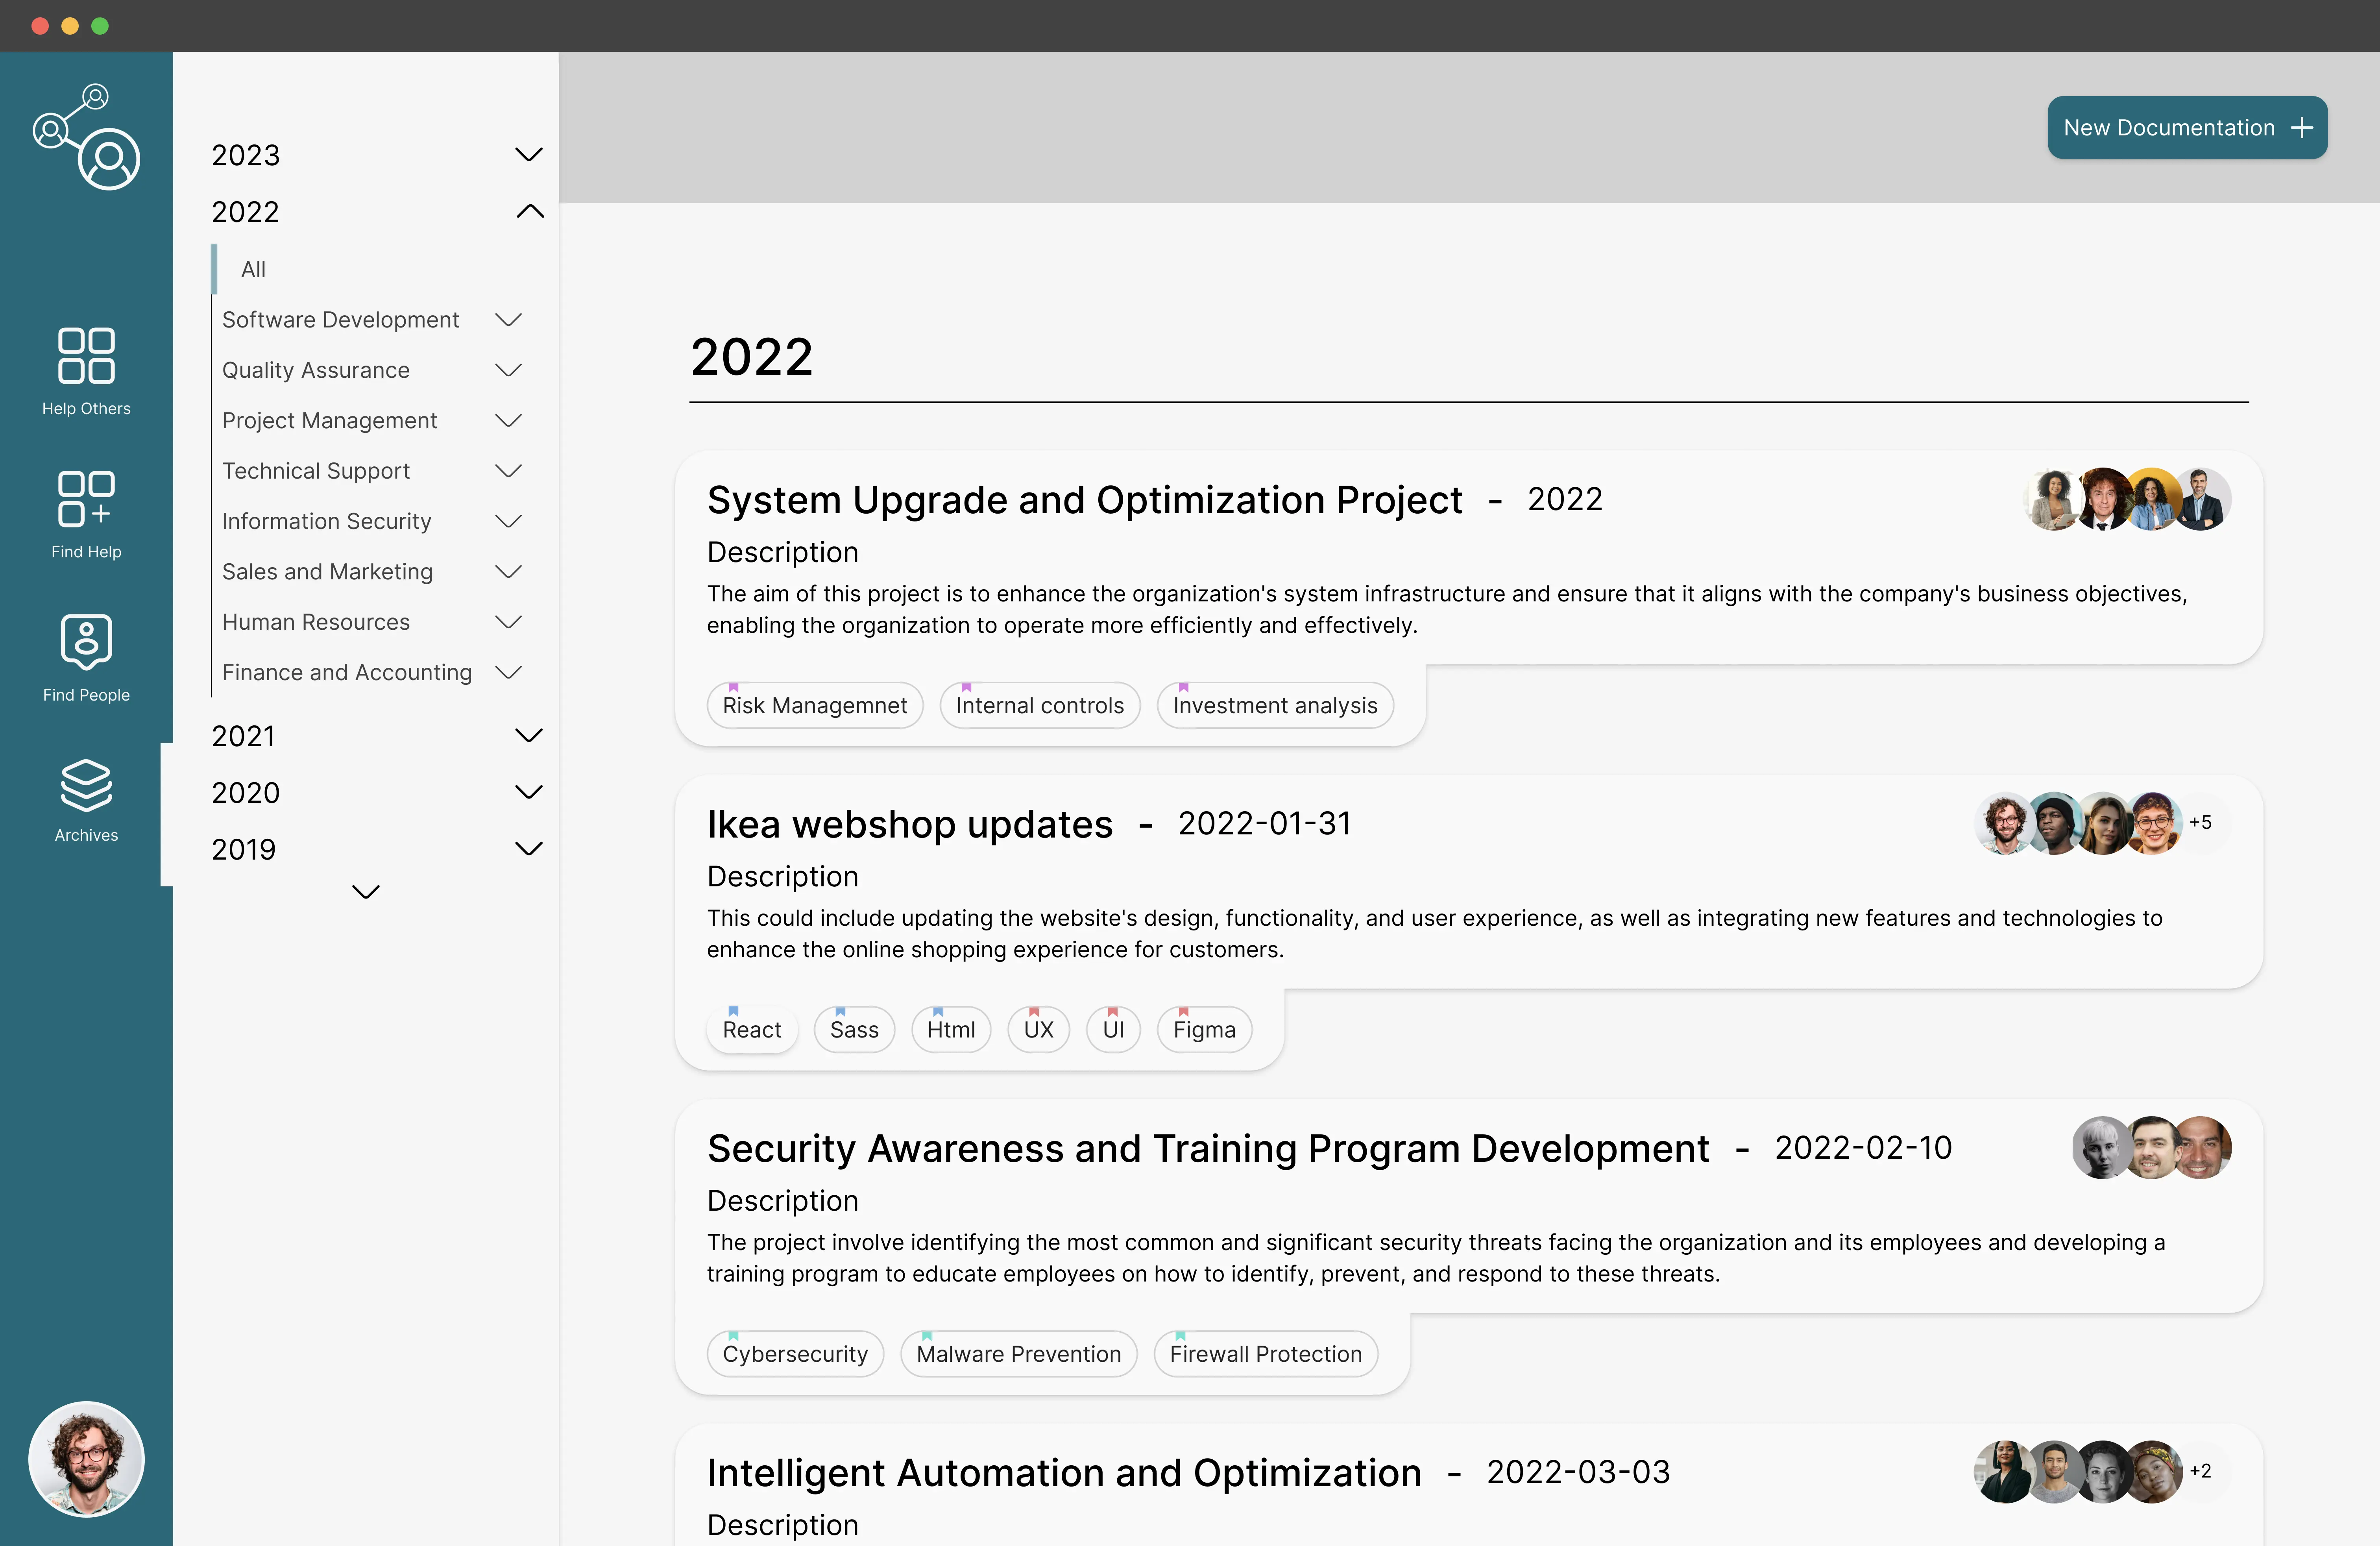 New Documentation
Help Others
Find Help
Find People
Archives
2023
2022
All
Software Development
Quality Assurance
Project Management
Technical Support
Information Security
Sales and Marketing
Human Resources
Finance and Accounting
2021
2020
2019
2022
System Upgrade and Optimization Project - 2022
Description
The aim of this project is to enhance the organization's system infrastructure and ensure that it aligns with the company's business objectives,
enabling the organization to operate more efficiently and effectively.
Risk Managemnet Internal controls Investment analysis
Ikea webshop updates - 2022-01-31 +5
Description
This could include updating the website's design, functionality, and user experience, as well as integrating new features and technologies to
enhance the online shopping experience for customers.
React Sass Html UX UI Figma
Security Awareness and Training Program Development - 2022-02-10
Description
The project involve identifying the most common and significant security threats facing the organization and its employees and developing a
training program to educate employees on how to identify, prevent, and respond to these threats.
Cybersecurity Malware Prevention Firewall Protection
Intelligent Automation and Optimization - 2022-03-03 +2
Description